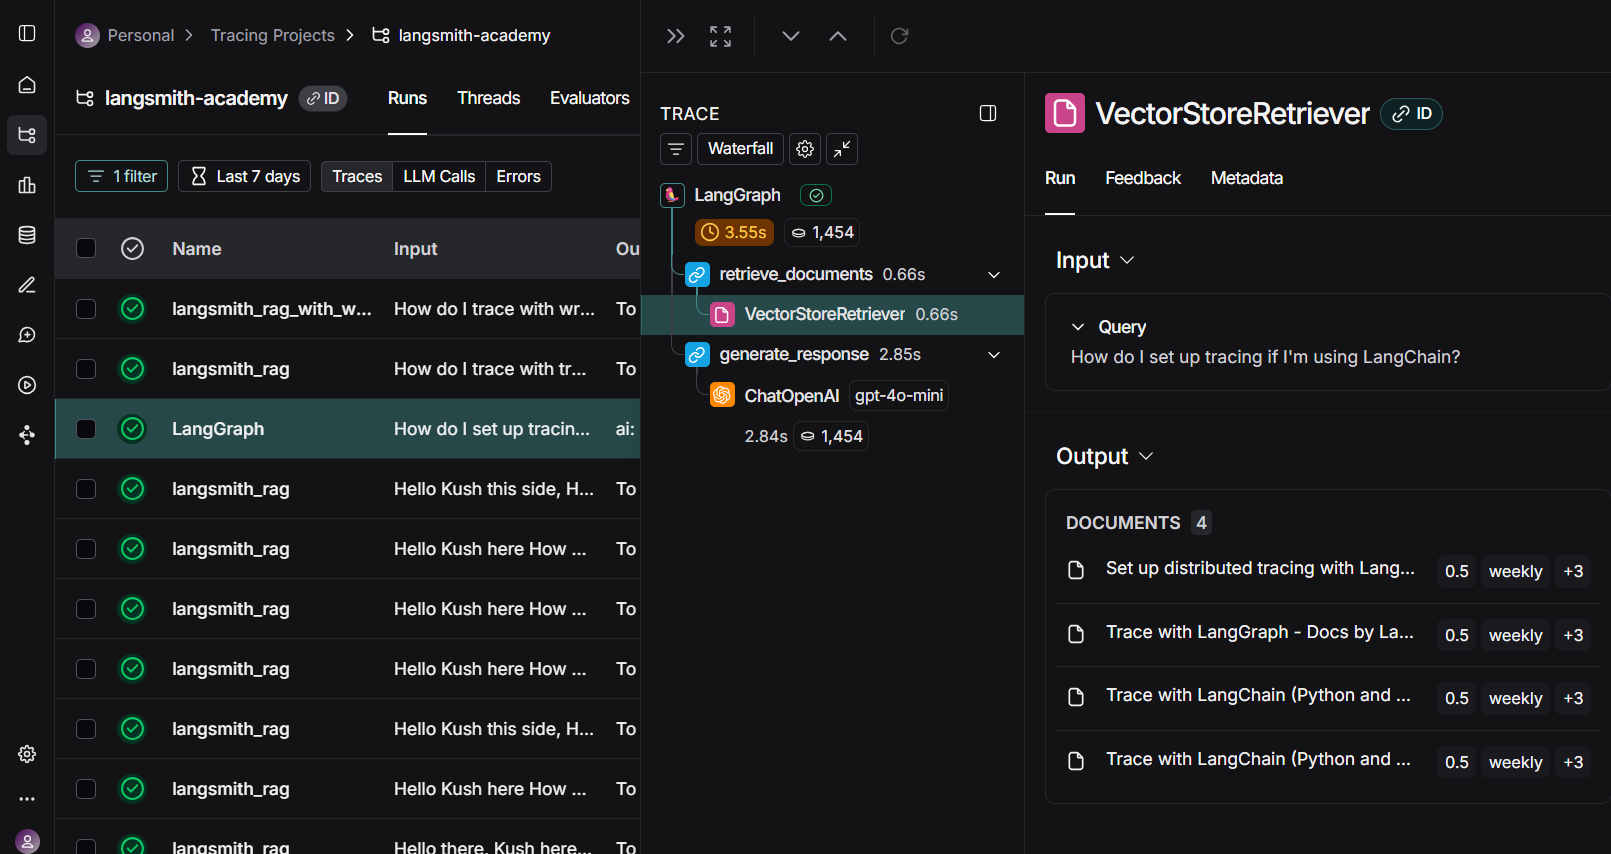 Personal > Tracing Projects > langsmith-academy
langsmith-academy ID Runs Threads Evaluators
1 filter Last 7 days Traces LLM Calls Errors
Name Input Ou
langsmith_rag_with_w... How do I trace with wr... To
langsmith_rag How do I trace with tr... To
LangGraph How do I set up tracin... ai:
langsmith_rag Hello Kush this side, H... To
langsmith_rag Hello Kush here How ... To
langsmith_rag Hello Kush here How ... To
langsmith_rag Hello Kush here How ... To
langsmith_rag Hello Kush this side, H... To
langsmith_rag Hello Kush here How ... To
langsmith_rag Hello there, Kush here... To
TRACE
Waterfall
LangGraph
3.55s 1,454
retrieve_documents 0.66s
VectorStoreRetriever 0.66s
generate_response 2.85s
ChatOpenAI gpt-4o-mini
2.84s 1,454
VectorStoreRetriever ID
Run Feedback Metadata
Input
Query
How do I set up tracing if I'm using LangChain?
Output
DOCUMENTS 4
Set up distributed tracing with Lang... 0.5 weekly +3
Trace with LangGraph - Docs by La... 0.5 weekly +3
Trace with LangChain (Python and ... 0.5 weekly +3
Trace with LangChain (Python and ... 0.5 weekly +3